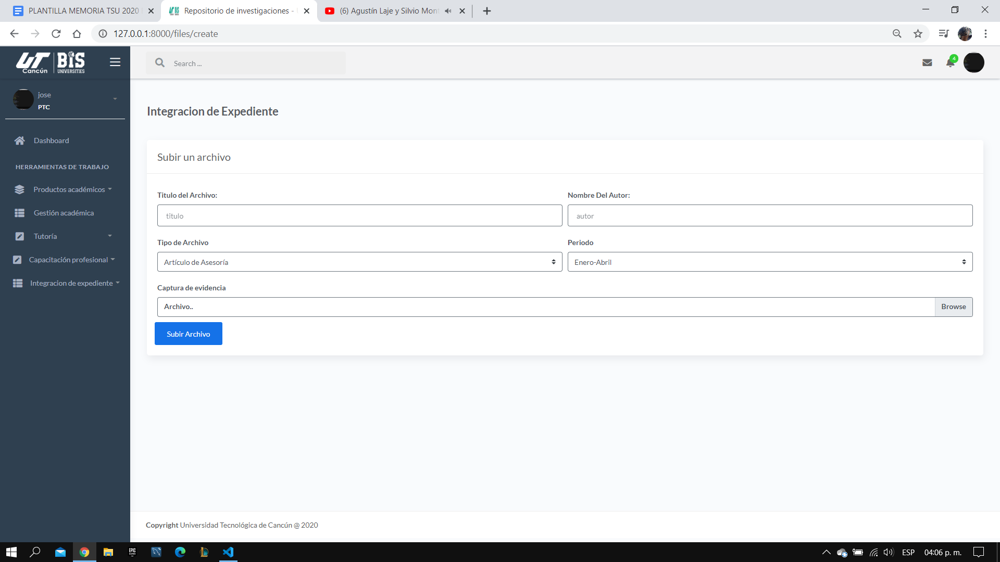 PLANTILLA MEMORIA TSU 2020
Repositorio de investigaciones -
(6) Agustín Laje y Silvio Mont
127.0.0.1:8000/files/create
UT BIS
Cancún UNIVERSITIES
Search ...
4
jose
PTC
Dashboard
HERRAMIENTAS DE TRABAJO
Productos académicos
Gestión académica
Tutoría
Capacitación profesional
Integracion de expediente
Integracion de Expediente
Subir un archivo
Titulo del Archivo:
Nombre Del Autor:
titulo
autor
Tipo de Archivo
Periodo
Artículo de Asesoría
Enero-Abril
Captura de evidencia
Archivo..
Browse
Subir Archivo
Copyright Universidad Tecnológica de Cancún @ 2020
EPIC
GAMES
ESP
04:06 p. m.